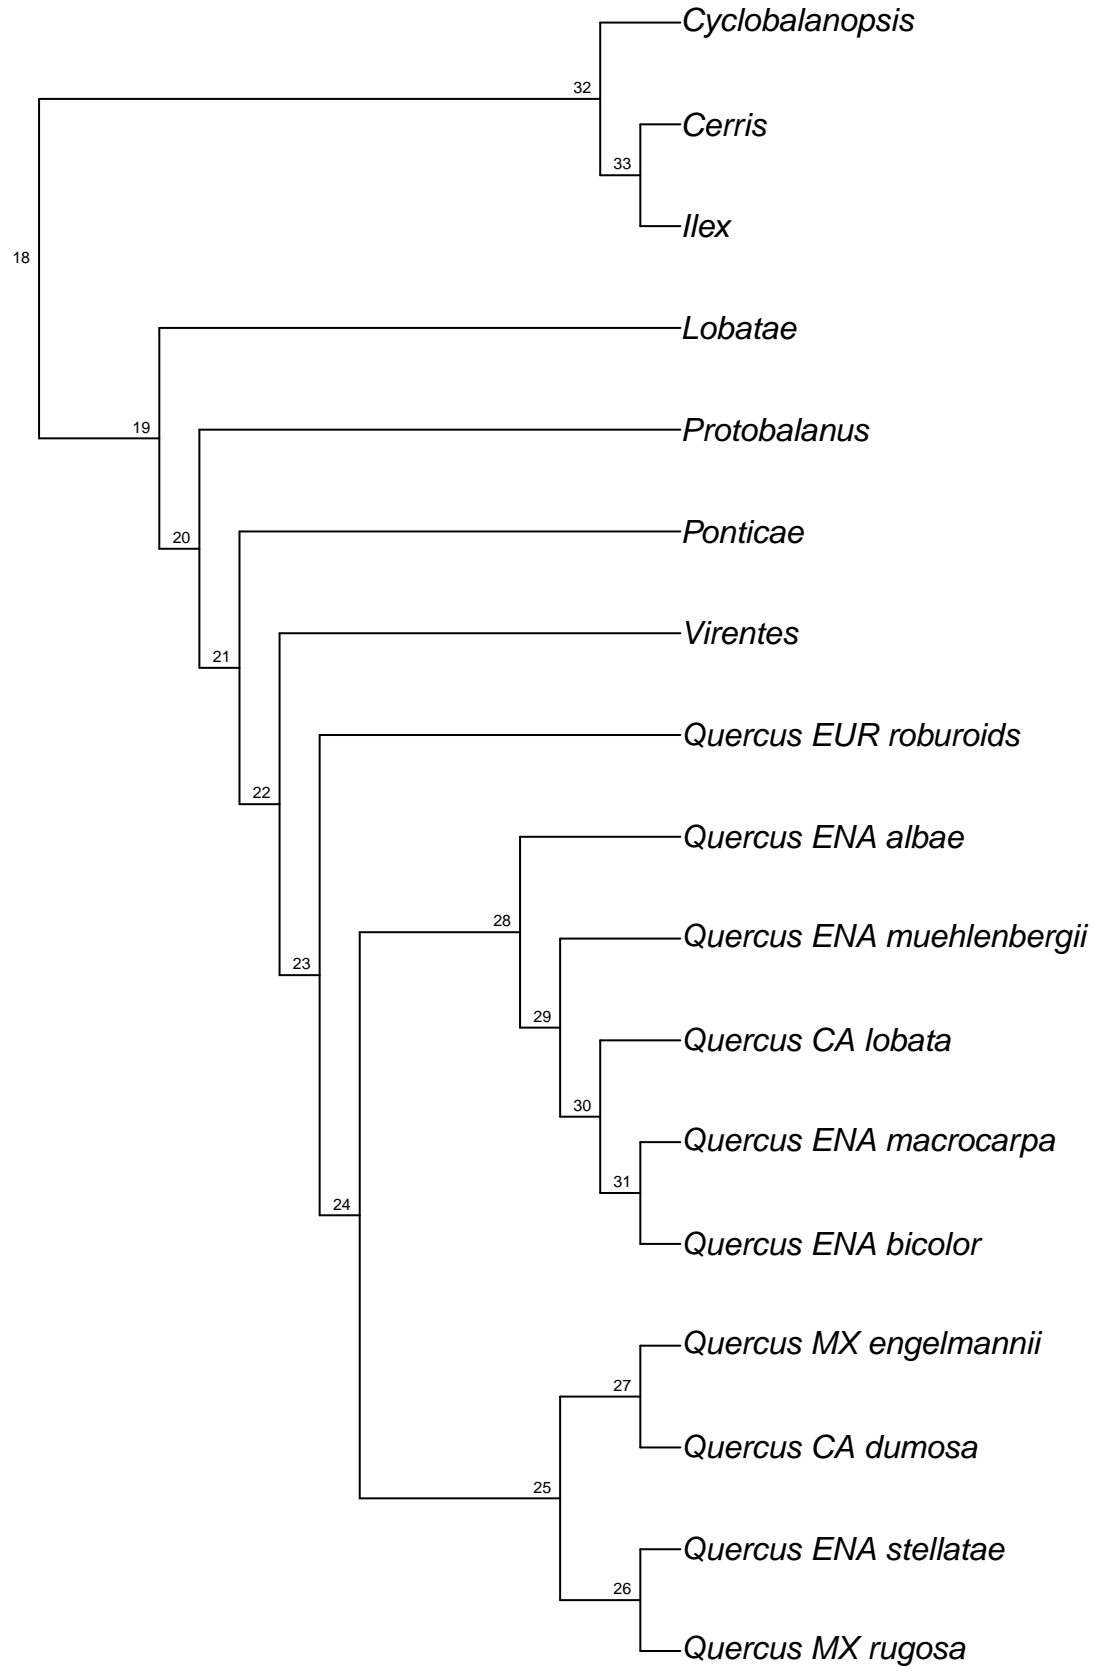 Cyclobalanopsis
32
Cerris
33
Ilex
18
Lobatae
19
Protobalanus
20
Ponticae
Virentes
21
Quercus EUR roburoids
22
Quercus ENA albae
28
Quercus ENA muehlenbergii
23
29
Quercus CA lobata
30
Quercus ENA macrocarpa
31
24
Quercus ENA bicolor
Quercus MX engelmannii
27
Quercus CA dumosa
25
Quercus ENA stellatae
26
Quercus MX rugosa